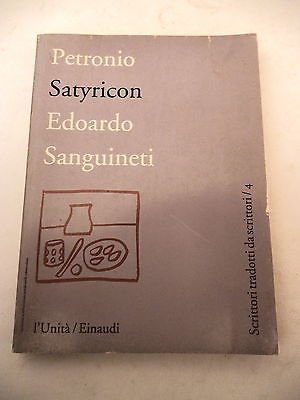 Petronio
Satyricon
Edoardo
Sanguineti
l'Unità / Einaudi
Scrittori tradotti da scrittori / 4